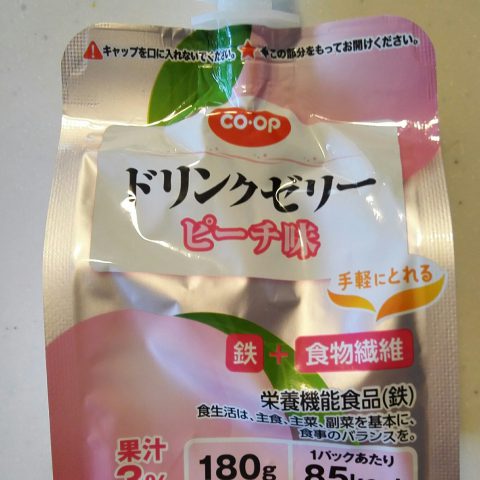 ⚠キャップを口に入れないでください。
★◆この部分をもってお開けください。
CO·OP
ドリンクゼリー
ピーチ味
手軽にとれる
鉄+食物繊維
栄養機能食品(鉄)
食生活は、主食、主菜、副菜を基本に、
食事のバランスを。
果汁
180g
1パックあたり
85kcal